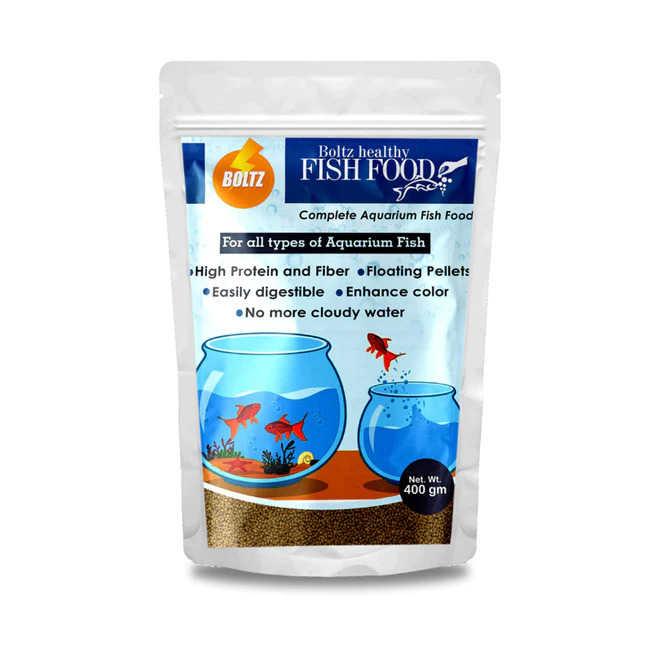 BOLTZ
Boltz healthy
FISH FOOD
Complete Aquarium Fish Food
For all types of Aquarium Fish
•High Protein and Fiber •Floating Pellets
•Easily digestible •Enhance color
•No more cloudy water
Net. Wt.
400 gm